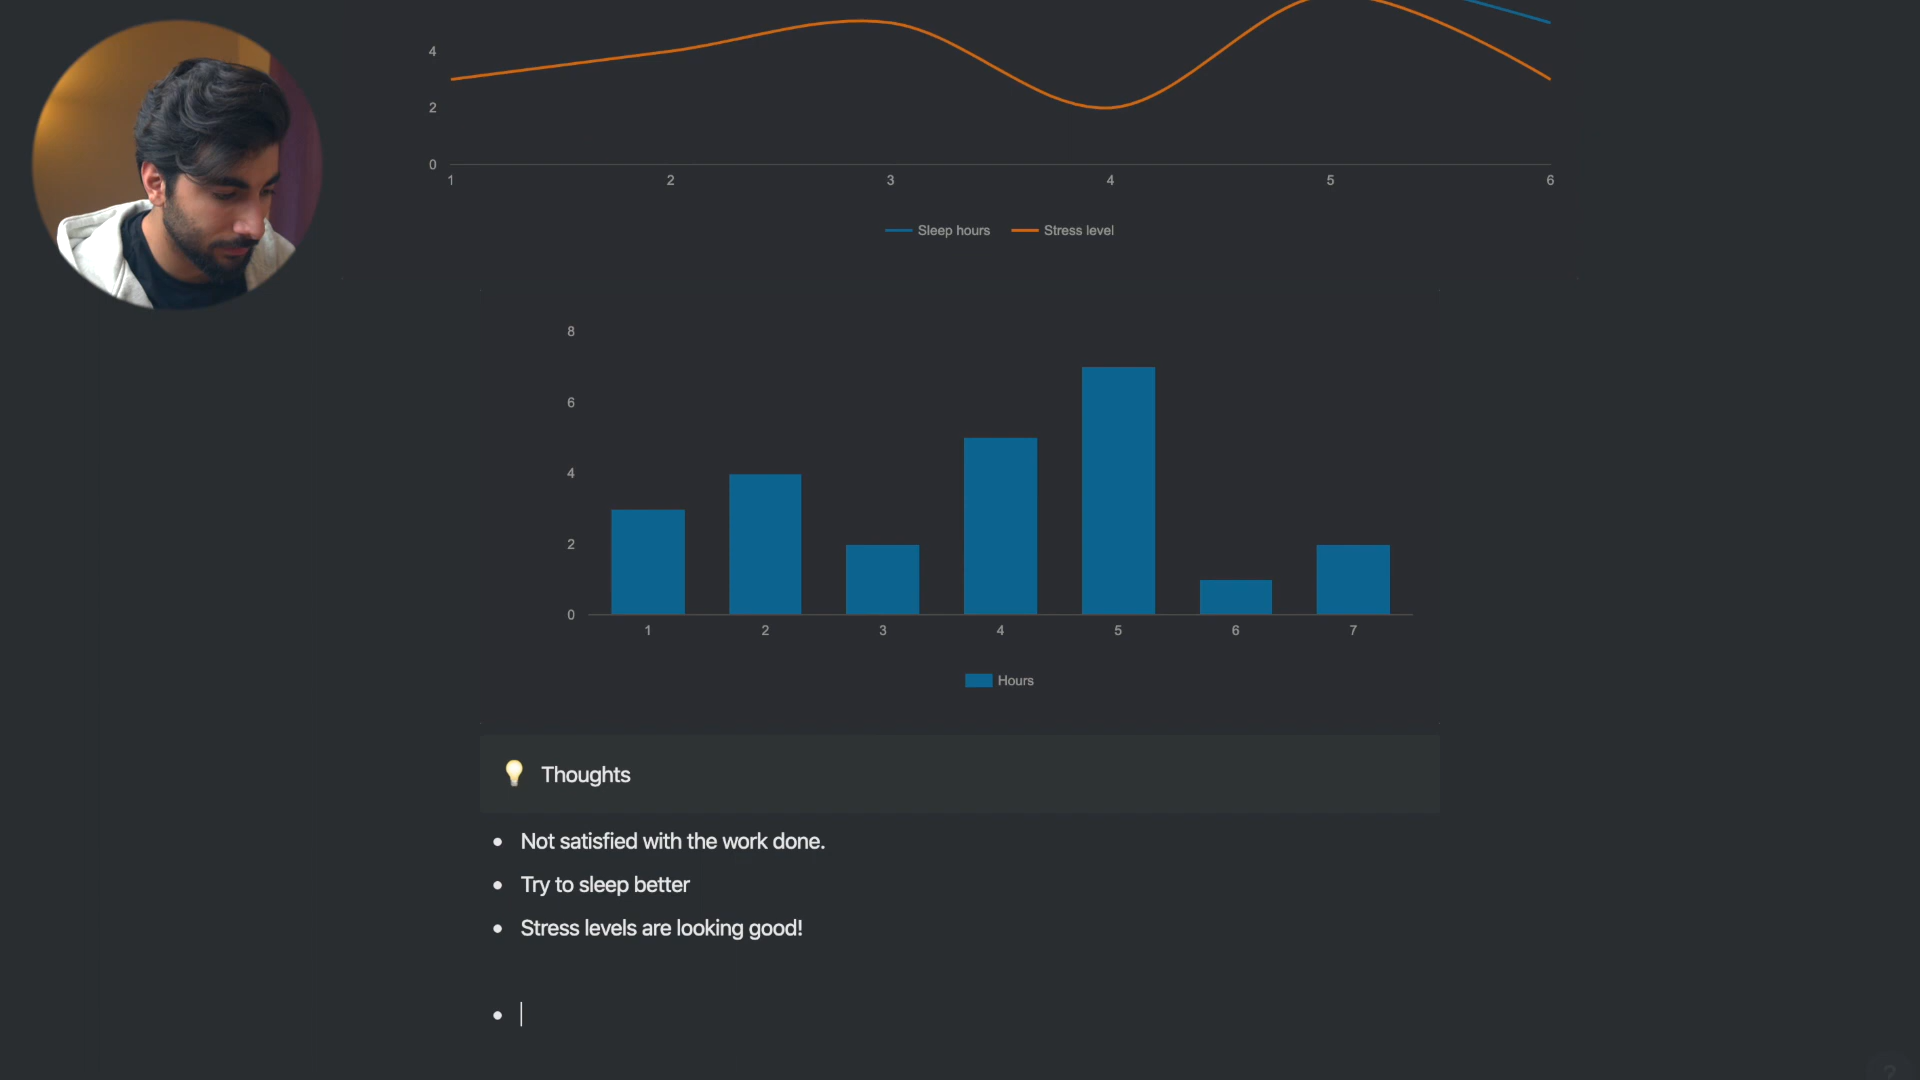 4
2
0
1 2 3 4 5 6
Sleep hours Stress level
8
6
4
2
0
1 2 3 4 5 6 7
Hours
Thoughts
Not satisfied with the work done.
Try to sleep better
Stress levels are looking good!
?